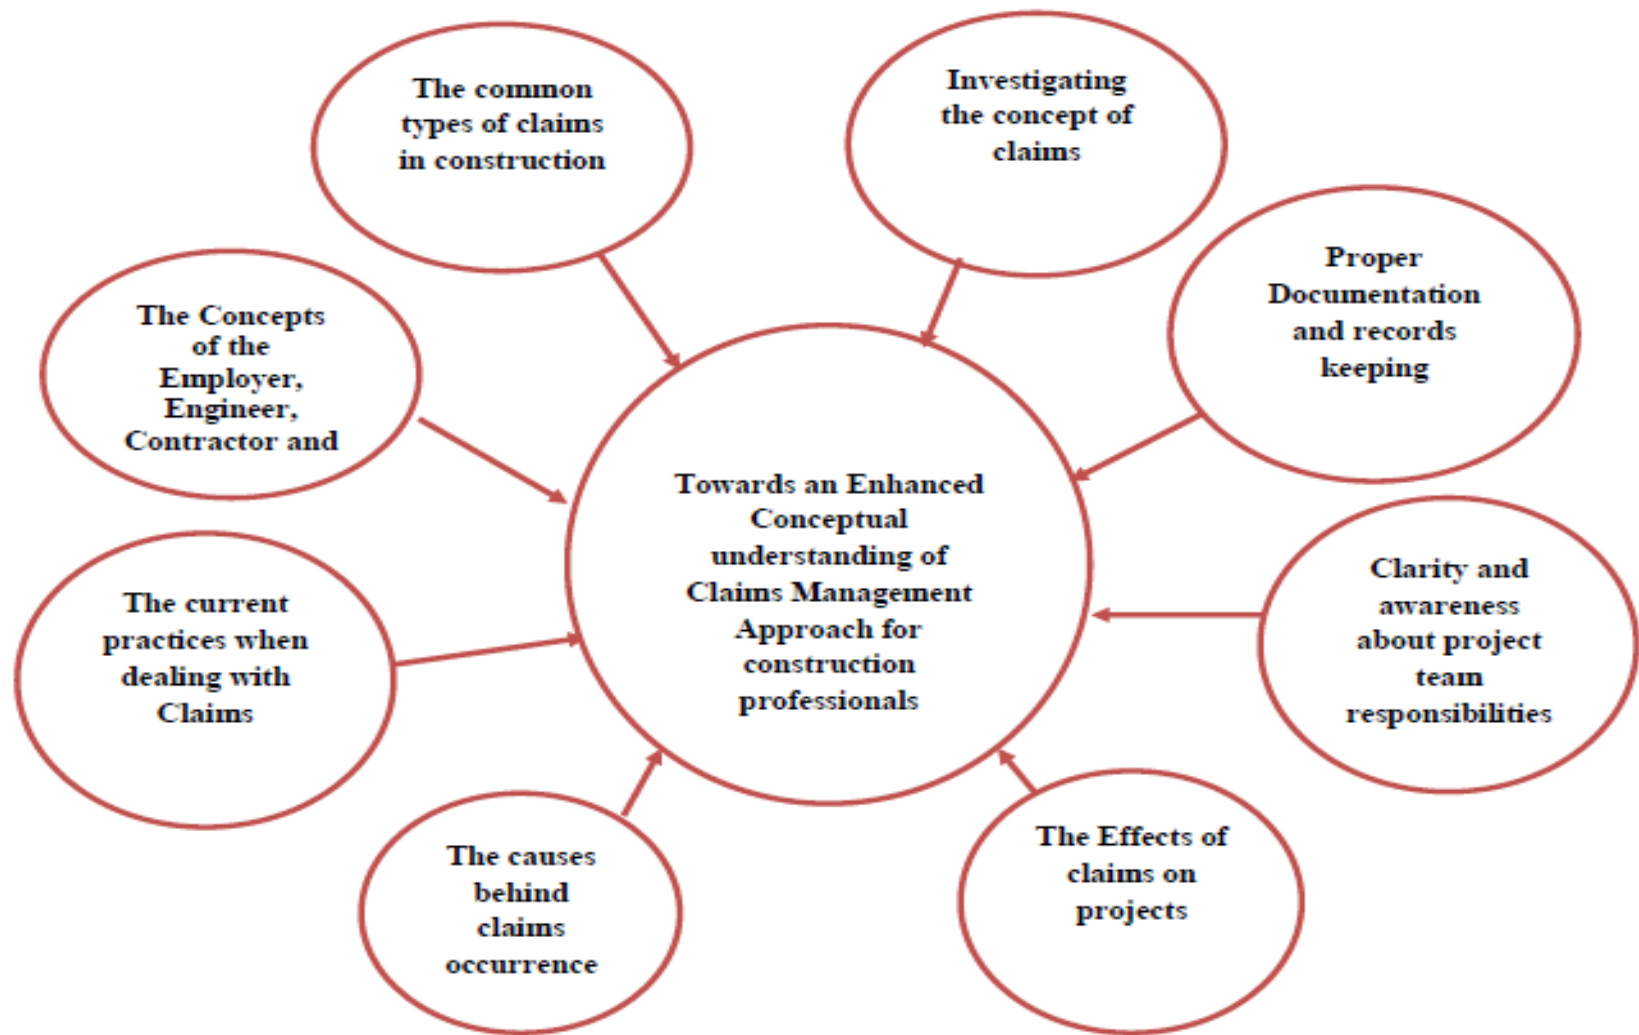 The common
types of claims
in construction
Investigating
the concept of
claims
Proper
Documentation
and records
keeping
The Concepts
of the
Employer,
Engineer,
Contractor and
Towards an Enhanced
Conceptual
understanding of
Claims Management
Approach for
construction
professionals
Clarity and
awareness
about project
team
responsibilities
The current
practices when
dealing with
Claims
The causes
behind
claims
occurrence
The Effects of
claims on
projects